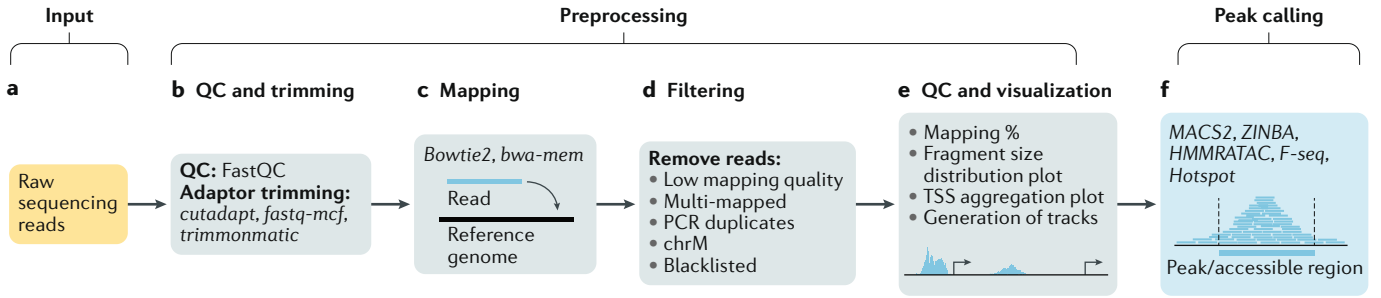 Input
Preprocessing
Peak calling
a
b QC and trimming
c Mapping
d Filtering
e QC and visualization
f
Raw
sequencing
reads
QC: FastQC
Adaptor trimming:
cutadapt, fastq-mcf,
trimmonmatic
Bowtie2, bwa-mem
Read
Reference
genome
Remove reads:
• Low mapping quality
• Multi-mapped
• PCR duplicates
• chrM
• Blacklisted
• Mapping %
• Fragment size
distribution plot
• TSS aggregation plot
• Generation of tracks
MACS2, ZINBA,
HMMRATAC, F-seq,
Hotspot
Peak/accessible region